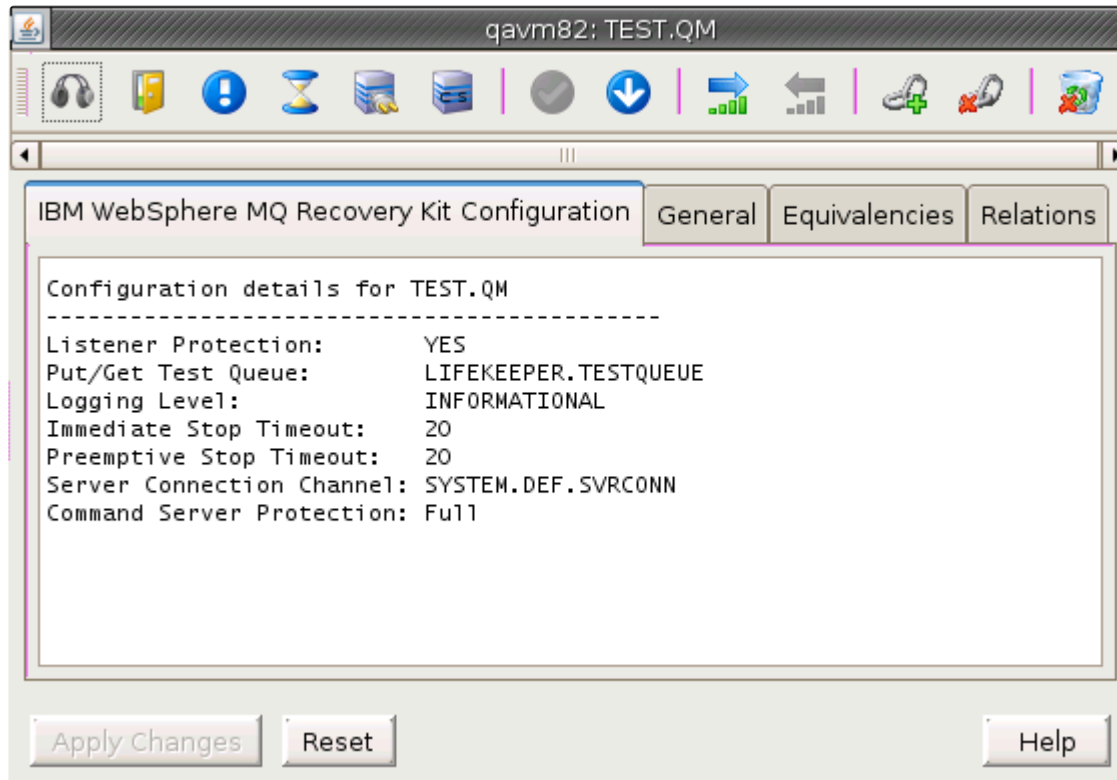 qavm82: TEST.QM
CS
IBM WebSphere MQ Recovery Kit Configuration
General
Equivalencies
Relations
Configuration details for TEST.QM
--------------------------------------------
Listener Protection: YES
Put/Get Test Queue: LIFEKEEPER.TESTQUEUE
Logging Level: INFORMATIONAL
Immediate Stop Timeout: 20
Preemptive Stop Timeout: 20
Server Connection Channel: SYSTEM.DEF.SVRCONN
Command Server Protection: Full
Apply Changes
Reset
Help